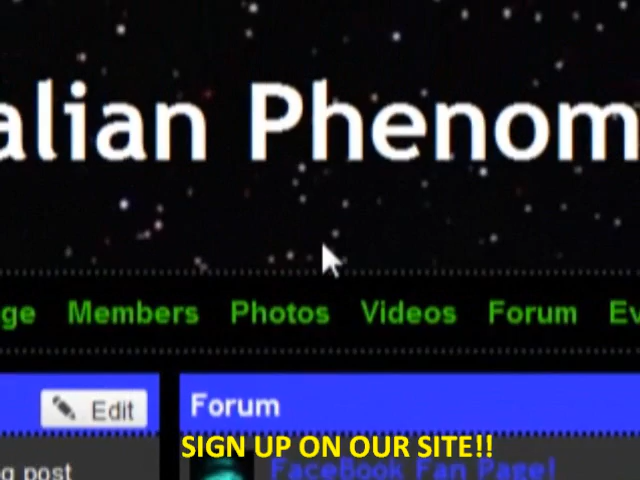 alian Phenom
ge Members Photos Videos Forum Ev
Edit
Forum
SIGN UP ON OUR SITE!!
g post
FaceBook Fan Page!